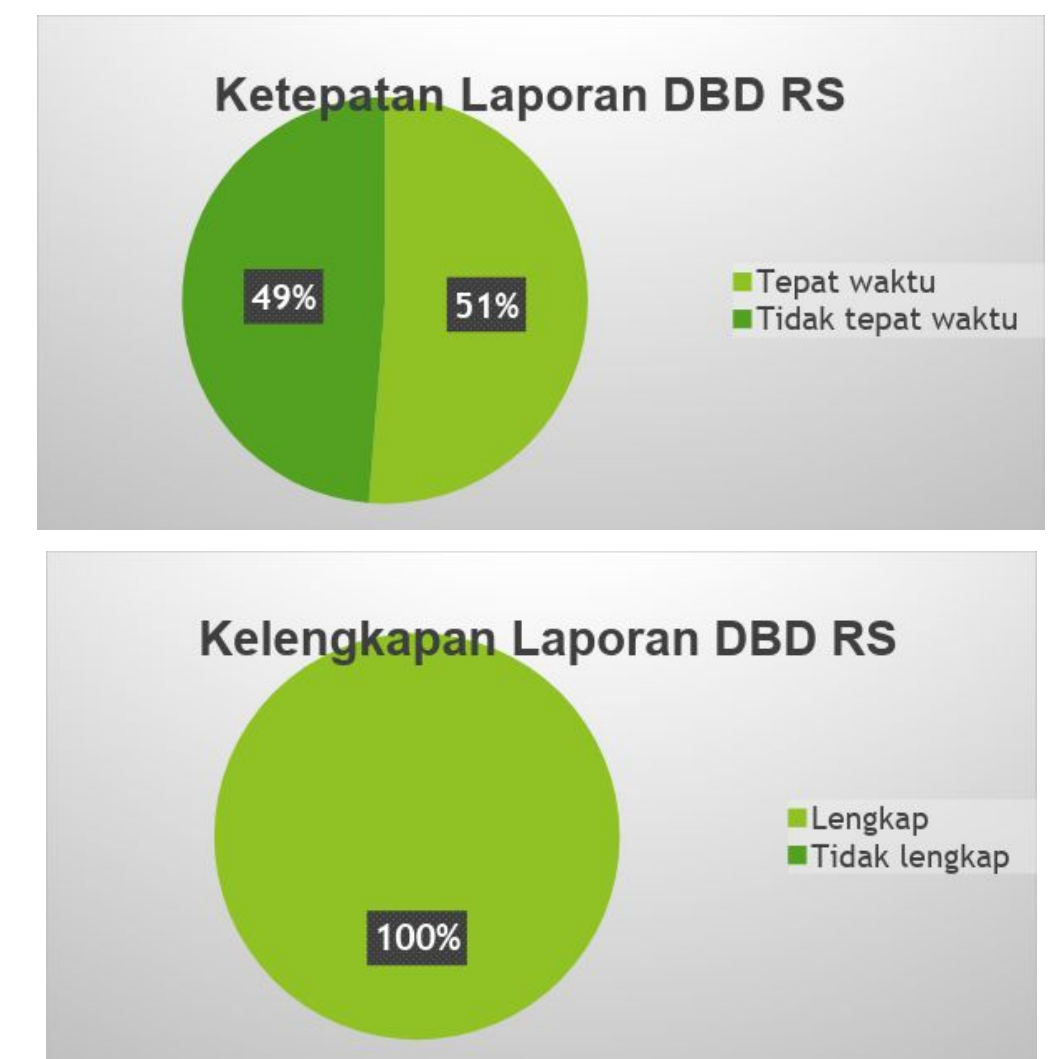 Ketepatan Laporan DBD RS
49%
51%
Tepat waktu
Tidak tepat waktu
Kelengkapan Laporan DBD RS
Lengkap
Tidak lengkap
100%